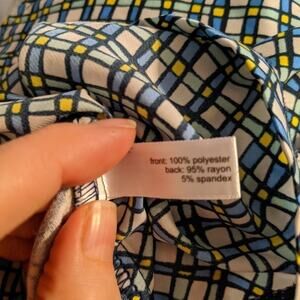 front: 100% polyester
back: 95% rayon
5% spandex